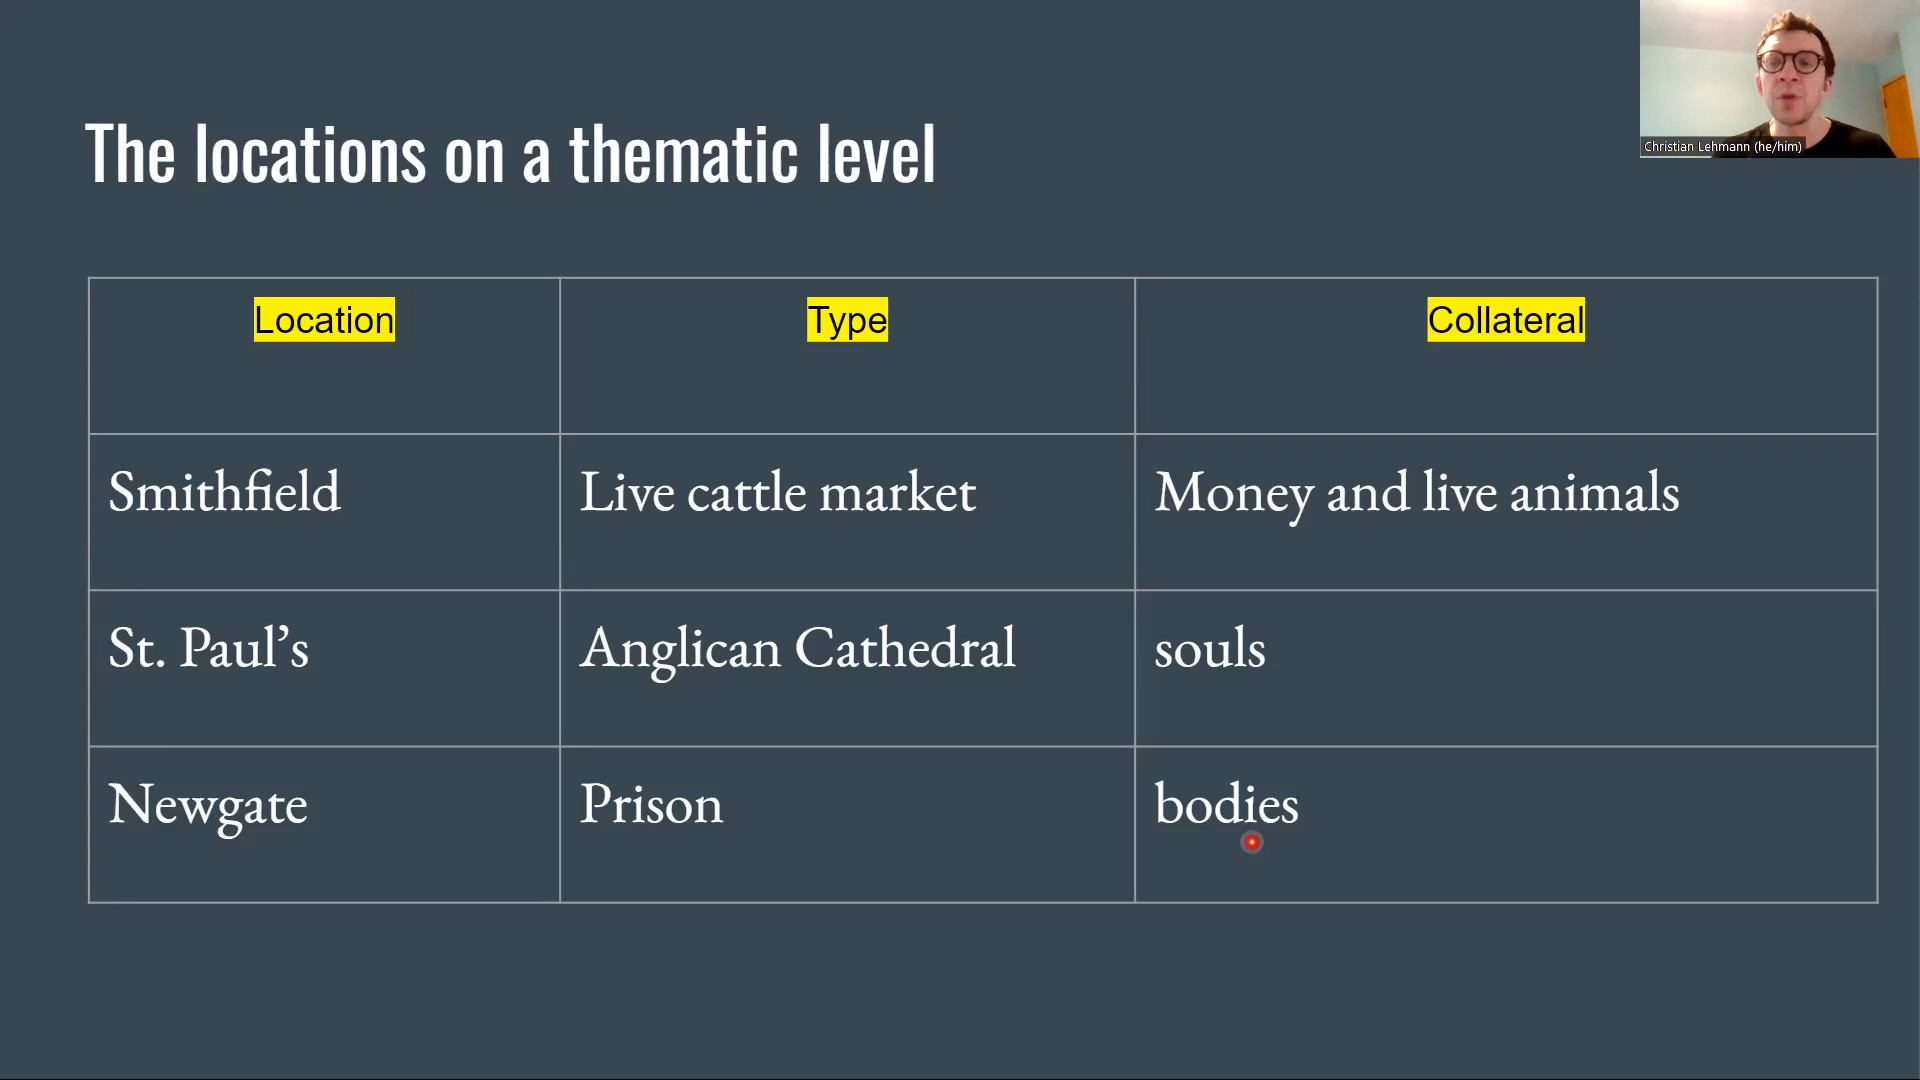 The locations on a thematic level
Christian Lehmann (he/him)
Location Type Collateral
Smithfield Live cattle market Money and live animals
St. Paul’s Anglican Cathedral souls
Newgate Prison bodies